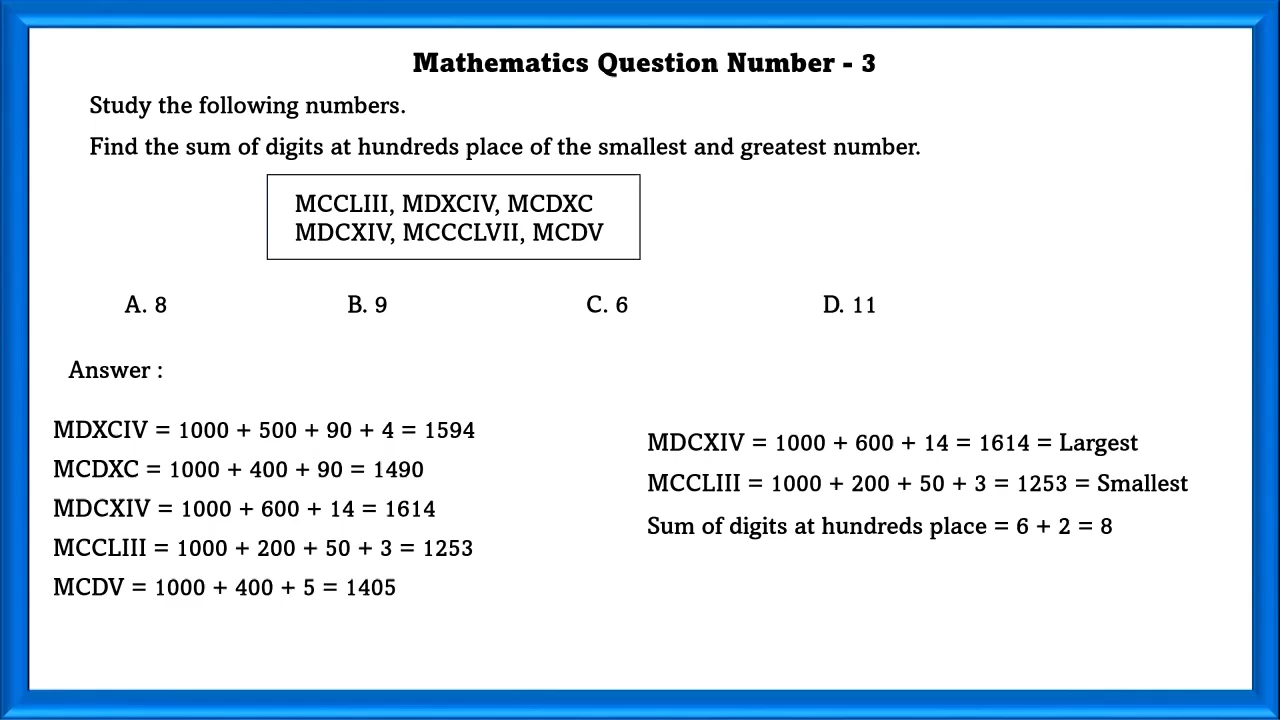 Mathematics Question Number - 3
Study the following numbers.
Find the sum of digits at hundreds place of the smallest and greatest number.
MCCLIII, MDXCIV, MCDXC
MDCXIV, MCCCLVII, MCDV
A. 8 B. 9 C. 6 D. 11
Answer :
MDXCIV = 1000 + 500 + 90 + 4 = 1594
MCDXC = 1000 + 400 + 90 = 1490
MDCXIV = 1000 + 600 + 14 = 1614
MCCLIII = 1000 + 200 + 50 + 3 = 1253
MCDV = 1000 + 400 + 5 = 1405
MDCXIV = 1000 + 600 + 14 = 1614 = Largest
MCCLIII = 1000 + 200 + 50 + 3 = 1253 = Smallest
Sum of digits at hundreds place = 6 + 2 = 8